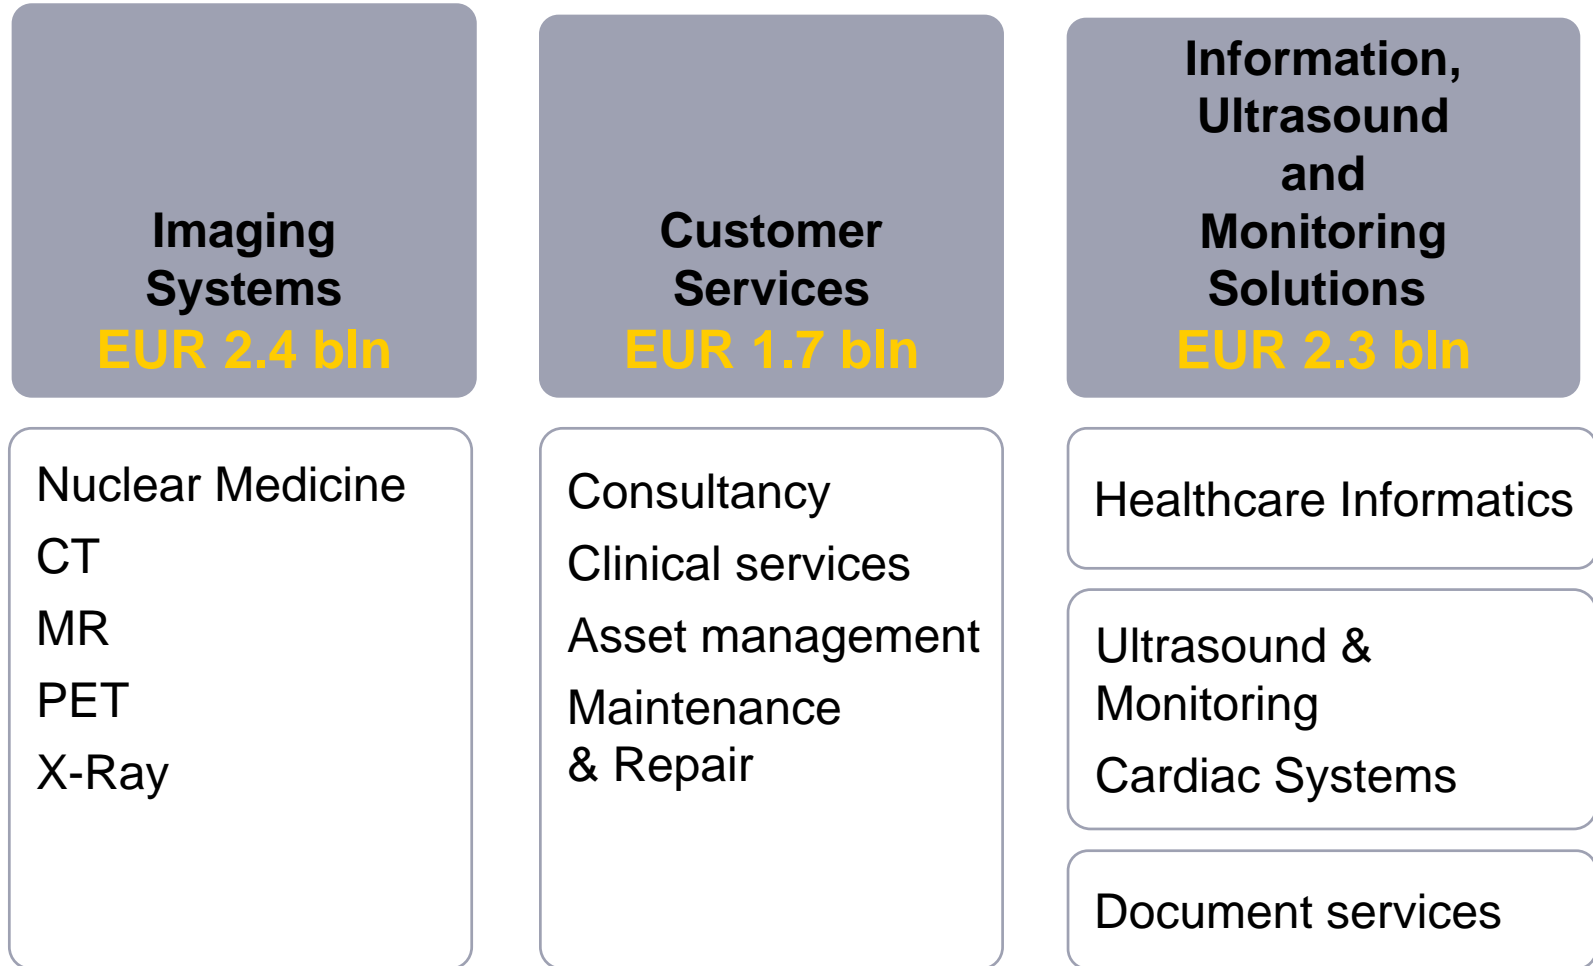 Imaging
Systems
EUR 2.4 bln
Customer
Services
EUR 1.7 bln
Information,
Ultrasound
and
Monitoring
Solutions
EUR 2.3 bln
Nuclear Medicine
CT
MR
PET
X-Ray
Consultancy
Clinical services
Asset management
Maintenance
& Repair
Healthcare Informatics
Ultrasound &
Monitoring
Cardiac Systems
Document services